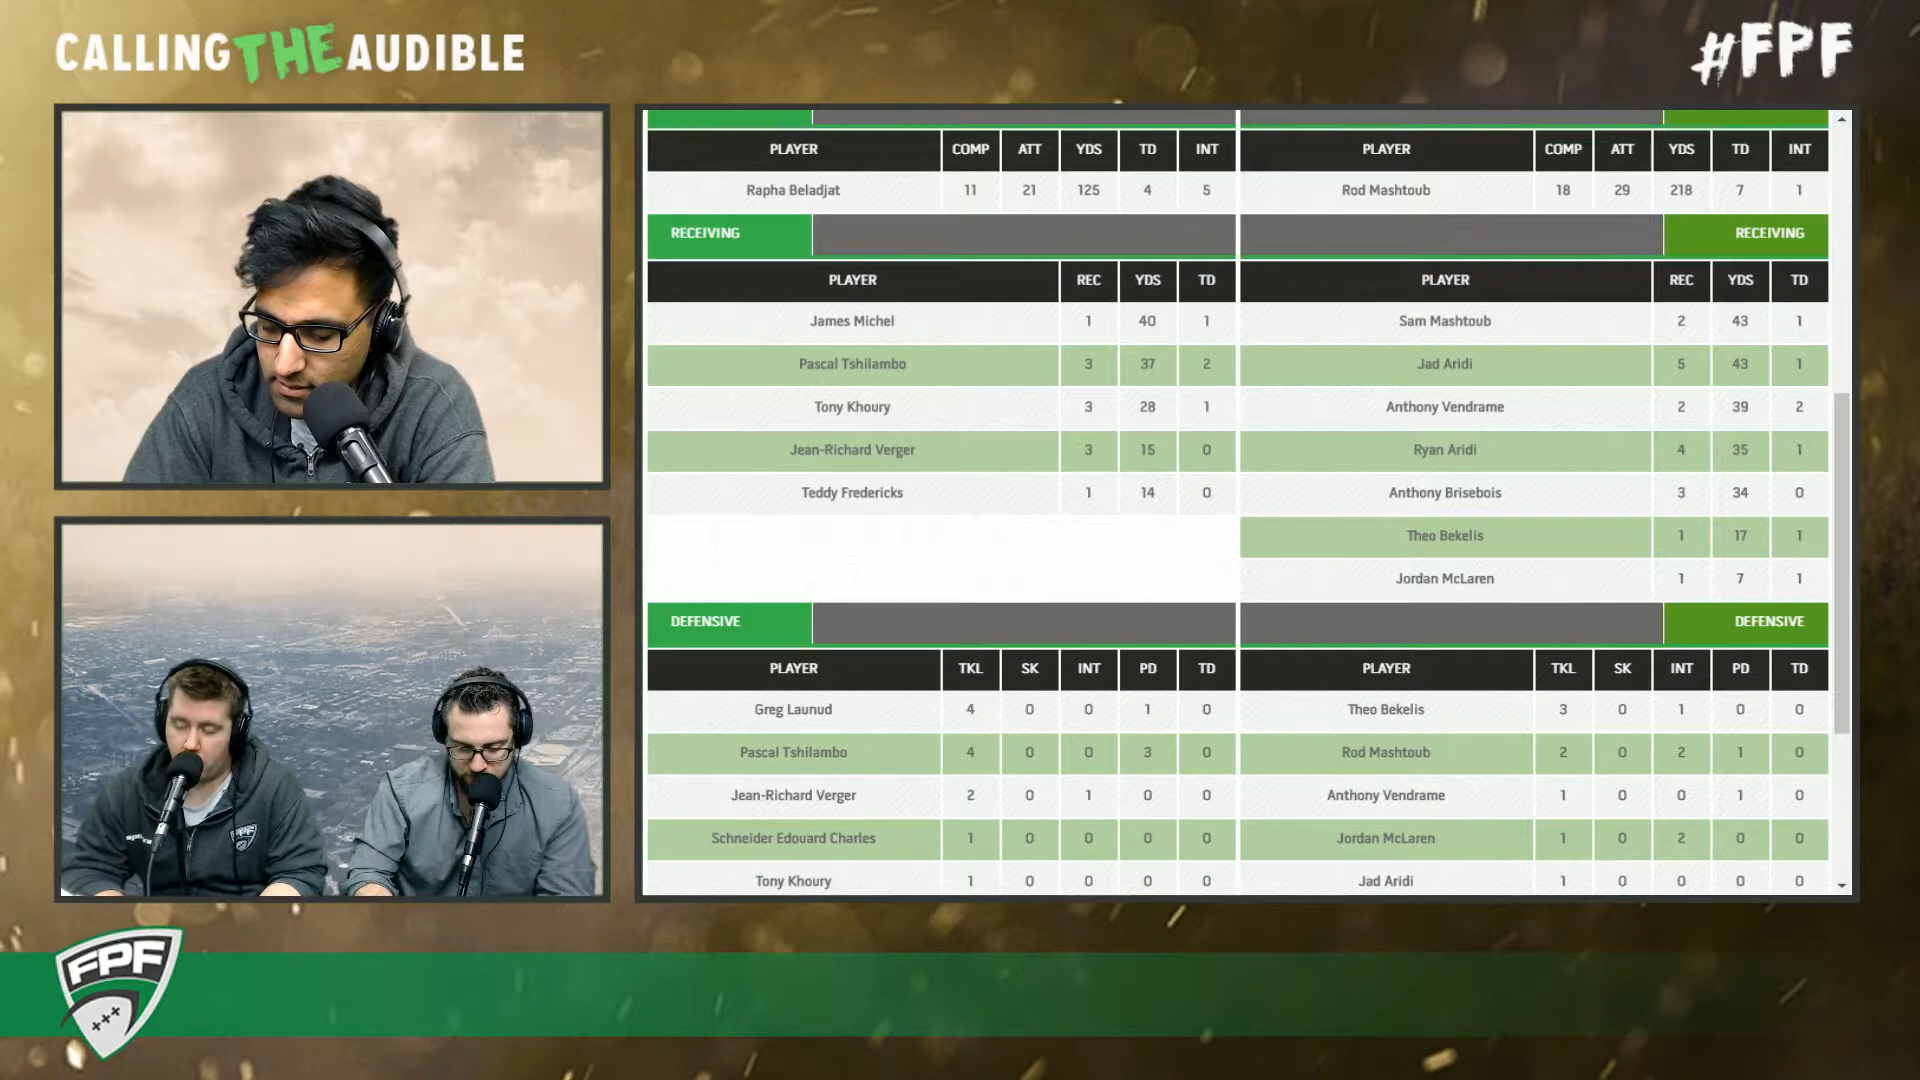 CALLING THE AUDIBLE
#FPF
PLAYER COMP ATT YDS TD INT
Rapha Beladjat 11 21 125 4 5
RECEIVING
PLAYER REC YDS TD
James Michel 1 40 1
Pascal Tshilambo 3 37 2
Tony Khoury 3 28 1
Jean-Richard Verger 3 15 0
Teddy Fredericks 1 14 0
DEFENSIVE
PLAYER TKL SK INT PD TD
Greg Launud 4 0 0 1 0
Pascal Tshilambo 4 0 0 3 0
Jean-Richard Verger 2 0 1 0 0
Schneider Edouard Charles 1 0 0 0 0
Tony Khoury 1 0 0 0 0
PLAYER COMP ATT YDS TD INT
Rod Mashtoub 18 29 218 7 1
RECEIVING
PLAYER REC YDS TD
Sam Mashtoub 2 43 1
Jad Aridi 5 43 1
Anthony Vendrame 2 39 2
Ryan Aridi 4 35 1
Anthony Brisebois 3 34 0
Theo Bekelis 1 17 1
Jordan McLaren 1 7 1
DEFENSIVE
PLAYER TKL SK INT PD TD
Theo Bekelis 3 0 1 0 0
Rod Mashtoub 2 0 2 1 0
Anthony Vendrame 1 0 0 1 0
Jordan McLaren 1 0 2 0 0
Jad Aridi 1 0 0 0 0
FPF
FPF